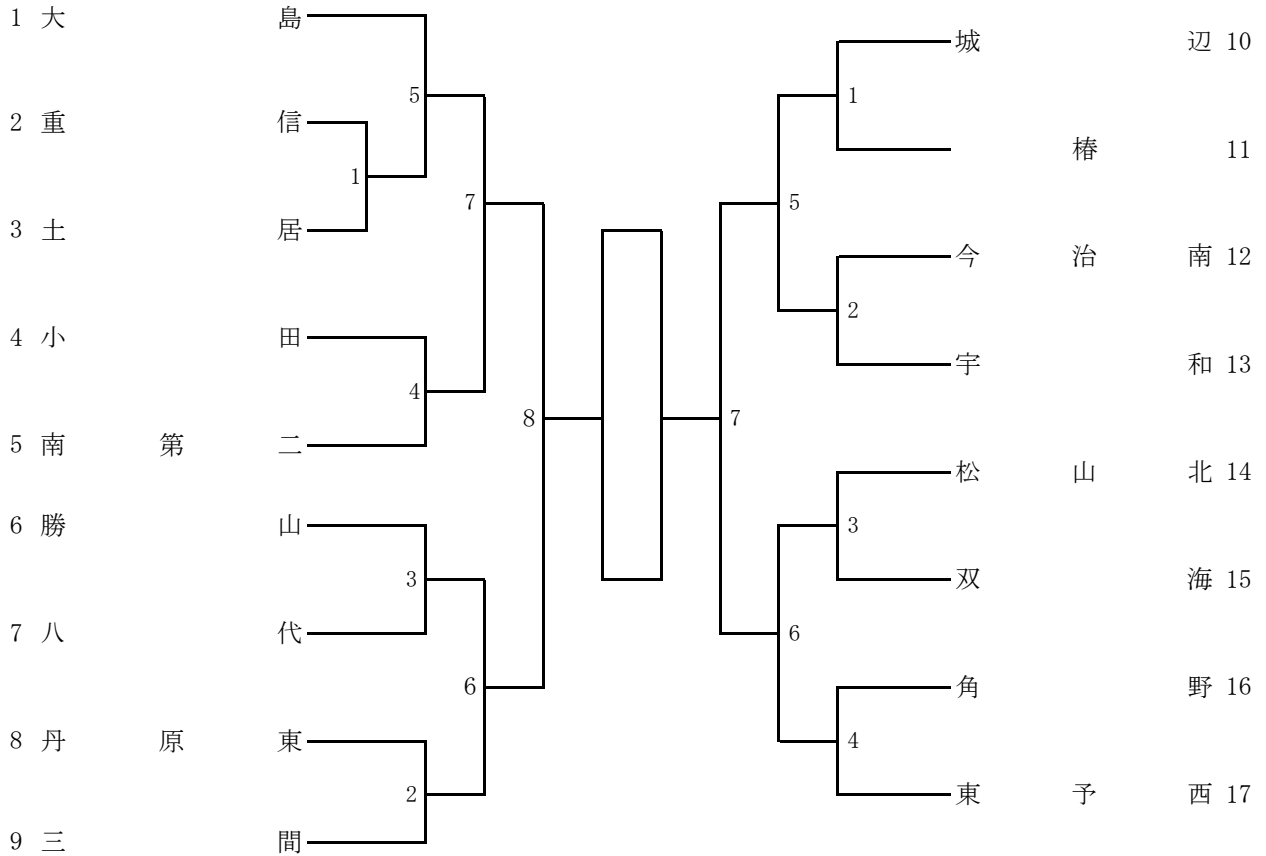 1 大島
城辺 10
5
1
2 重信
椿 11
1
7
5
3 土居
今治南 12
2
4 小田
宇和 13
4
8
7
5 南第二
松山北 14
6 勝山
3
3
双海 15
7 八代
6
6
角野 16
8 丹原東
4
2
東予西 17
9 三間